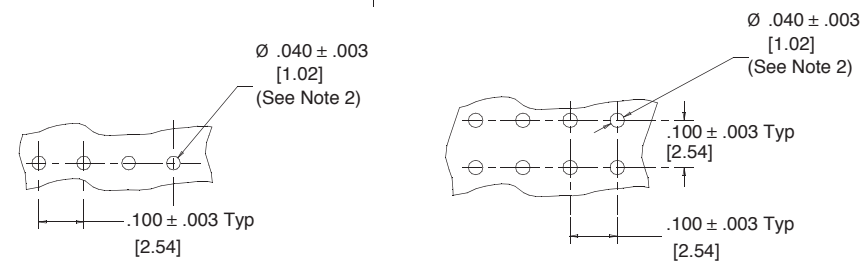 Ø .040 ± .003
[1.02]
(See Note 2)
.100 ± .003 Typ
[2.54]
Ø .040 ± .003
[1.02]
(See Note 2)
.100 ± .003 Typ
[2.54]
.100 ± .003 Typ
[2.54]